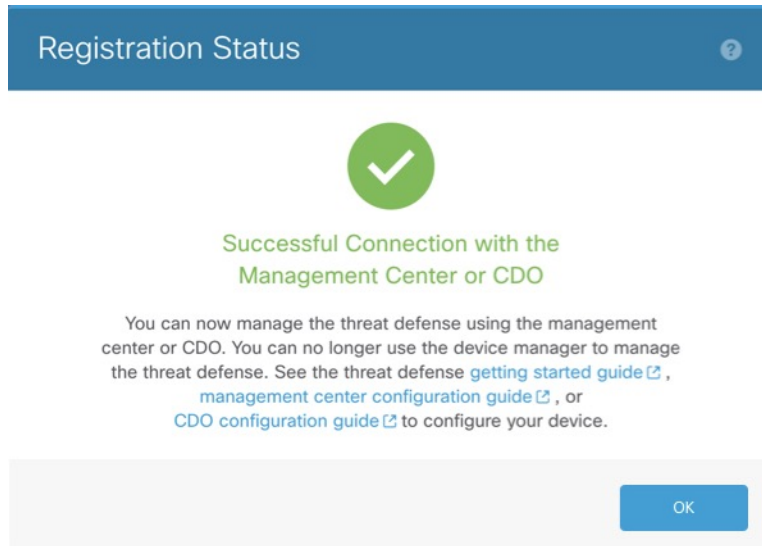 Registration Status
?
Successful Connection with the
Management Center or CDO
You can now manage the threat defense using the management
center or CDO. You can no longer use the device manager to manage
the threat defense. See the threat defense getting started guide ,
management center configuration guide , or
CDO configuration guide to configure your device.
OK